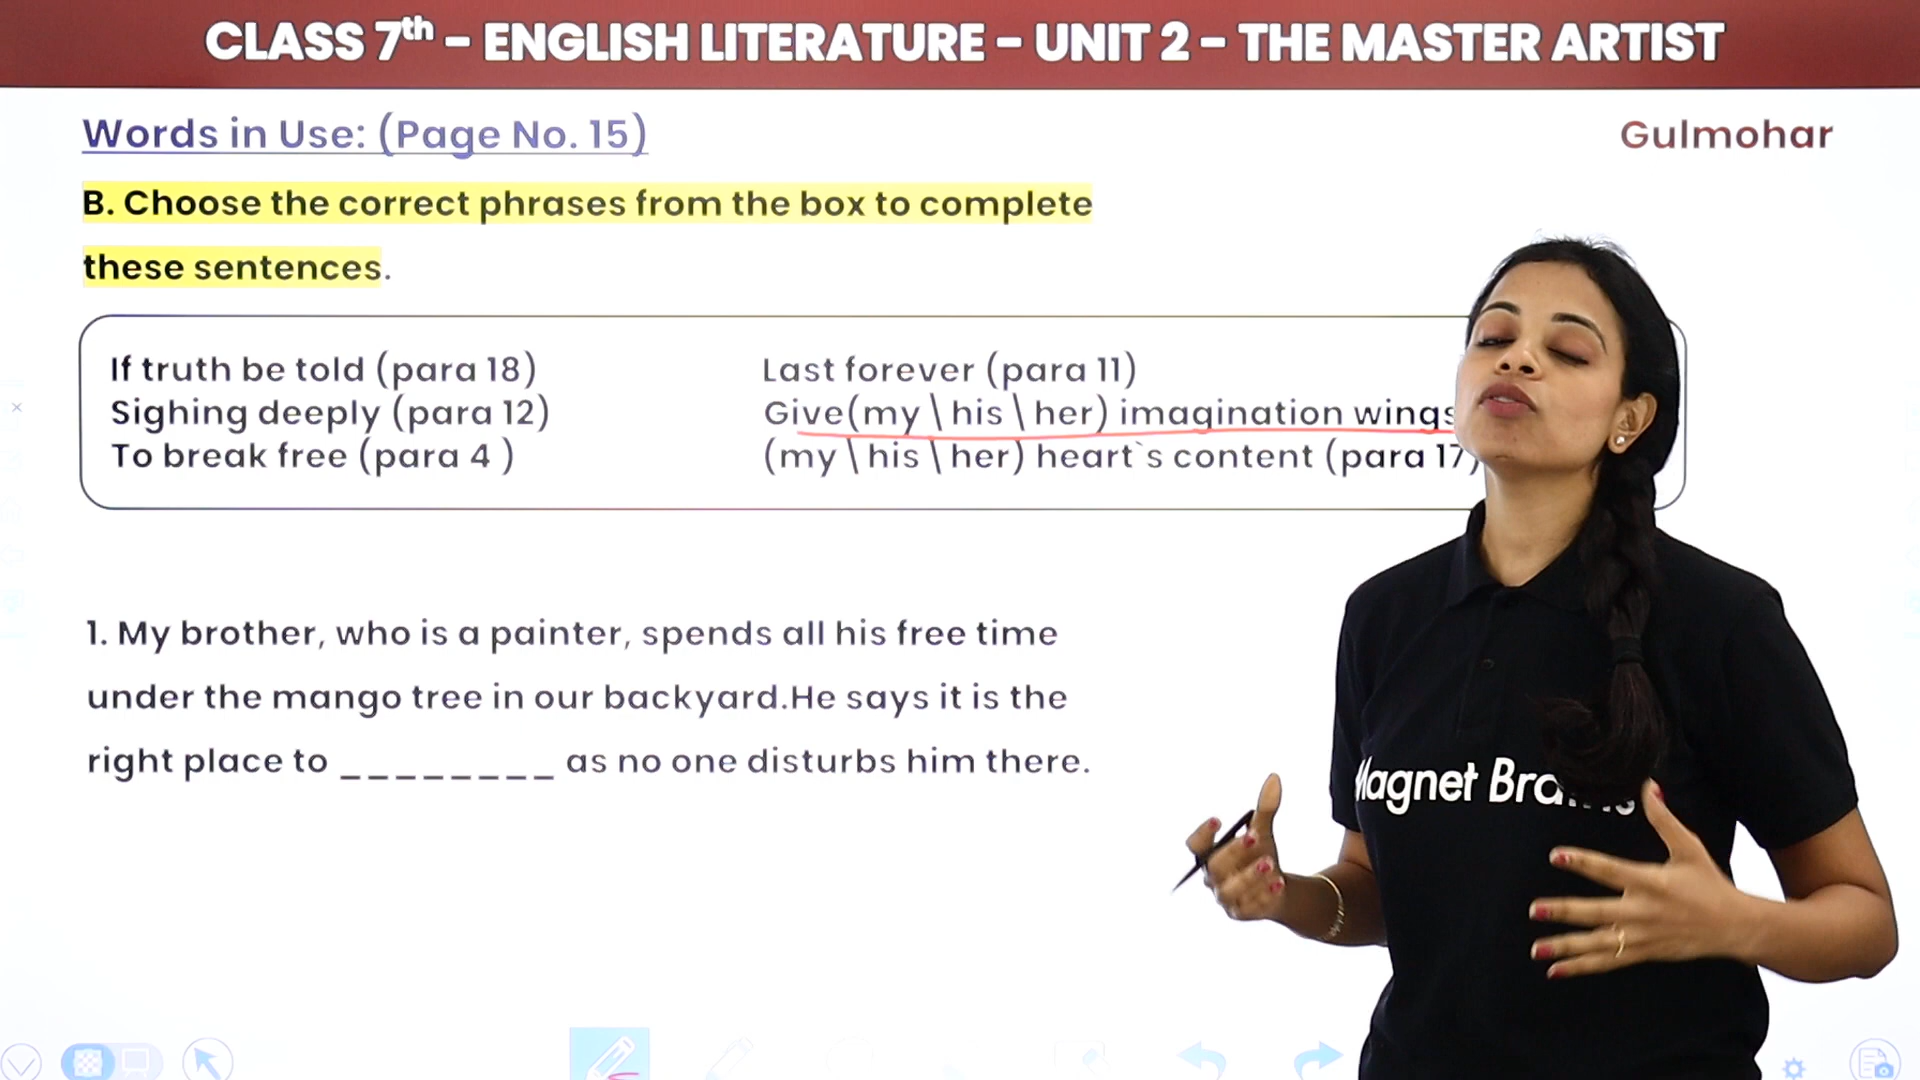 CLASS 7th - ENGLISH LITERATURE - UNIT 2 - THE MASTER ARTIST
Words in Use: (Page No. 15)
Gulmohar
B. Choose the correct phrases from the box to complete
these sentences.
If truth be told (para 18)
Sighing deeply (para 12)
To break free (para 4 )
Last forever (para 11)
Give(my \ his \ her) imagination wings
(my \ his \ her) heart`s content (para 17)
1. My brother, who is a painter, spends all his free time
under the mango tree in our backyard.He says it is the
right place to ________ as no one disturbs him there.
Magnet Brains